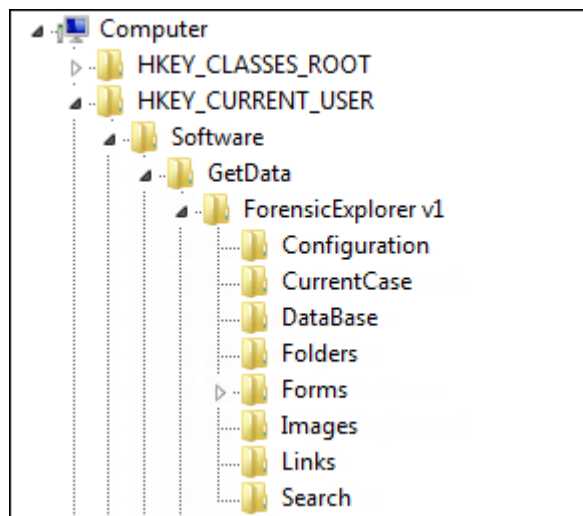 Computer
HKEY_CLASSES_ROOT
HKEY_CURRENT_USER
Software
GetData
ForensicExplorer v1
Configuration
CurrentCase
DataBase
Folders
Forms
Images
Links
Search